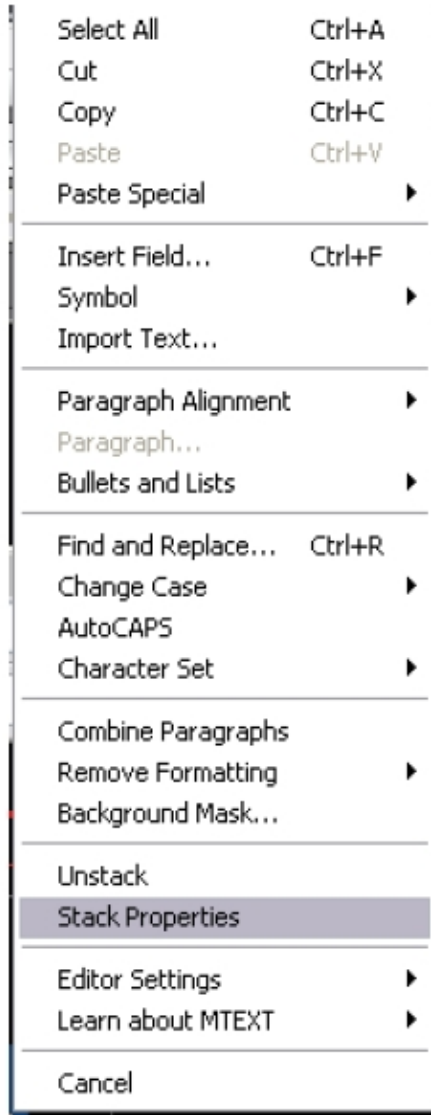 Select All Ctrl+A
Cut Ctrl+X
Copy Ctrl+C
Paste Ctrl+V
Paste Special
Insert Field... Ctrl+F
Symbol
Import Text...
Paragraph Alignment
Paragraph...
Bullets and Lists
Find and Replace... Ctrl+R
Change Case
AutoCAPS
Character Set
Combine Paragraphs
Remove Formatting
Background Mask...
Unstack
Stack Properties
Editor Settings
Learn about MTEXT
Cancel